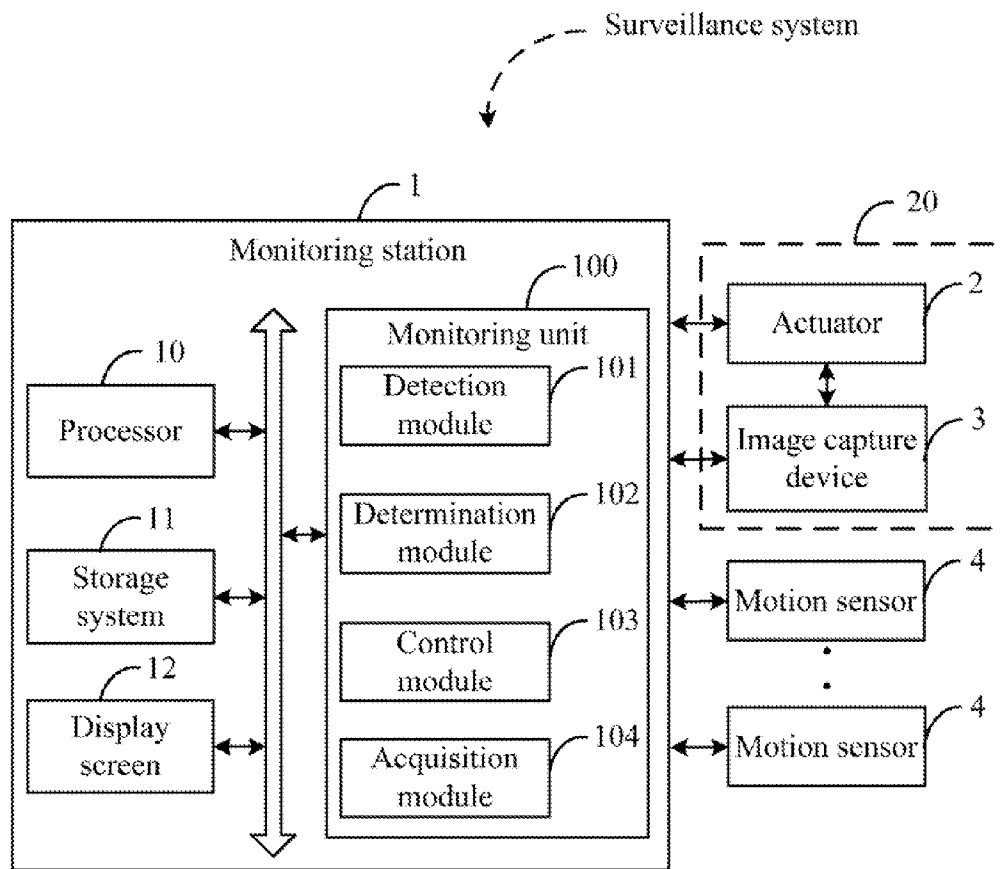 Surveillance system
1
20
Monitoring station
100
2
Monitoring unit
Actuator
10
101
Detection
module
Processor
3
Image capture
device
102
11
Determination
module
4
Storage
system
Motion sensor
103
12
Control
module
4
Display
screen
104
Motion sensor
Acquisition
module